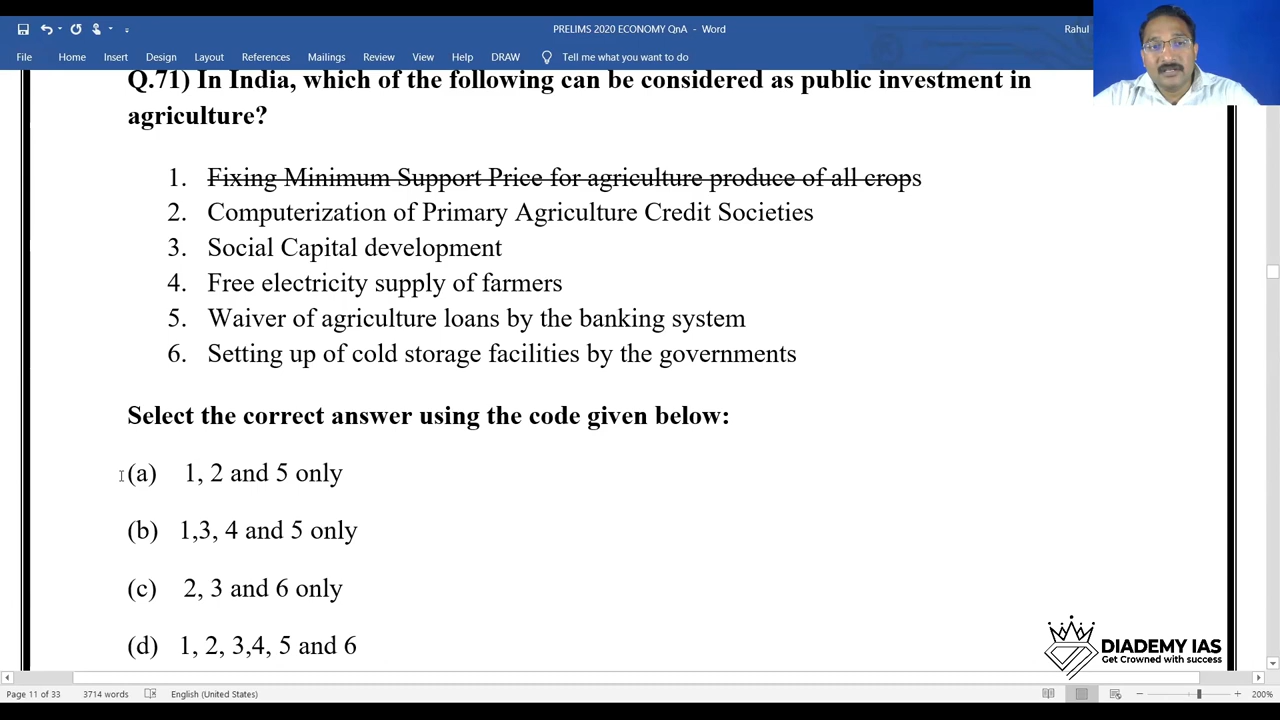 PRELIMS 2020 ECONOMY QnA - Word
Rahul
File Home Insert Design Layout References Mailings Review View Help DRAW Tell me what you want to do
Q.71) In India, which of the following can be considered as public investment in
agriculture?
1. Fixing Minimum Support Price for agriculture produce of all crops
2. Computerization of Primary Agriculture Credit Societies
3. Social Capital development
4. Free electricity supply of farmers
5. Waiver of agriculture loans by the banking system
6. Setting up of cold storage facilities by the governments
Select the correct answer using the code given below:
(a) 1, 2 and 5 only
(b) 1,3, 4 and 5 only
(c) 2, 3 and 6 only
(d) 1, 2, 3,4, 5 and 6
DIADEMY IAS
Get Crowned with success
Page 11 of 33 3714 words English (United States) 200%